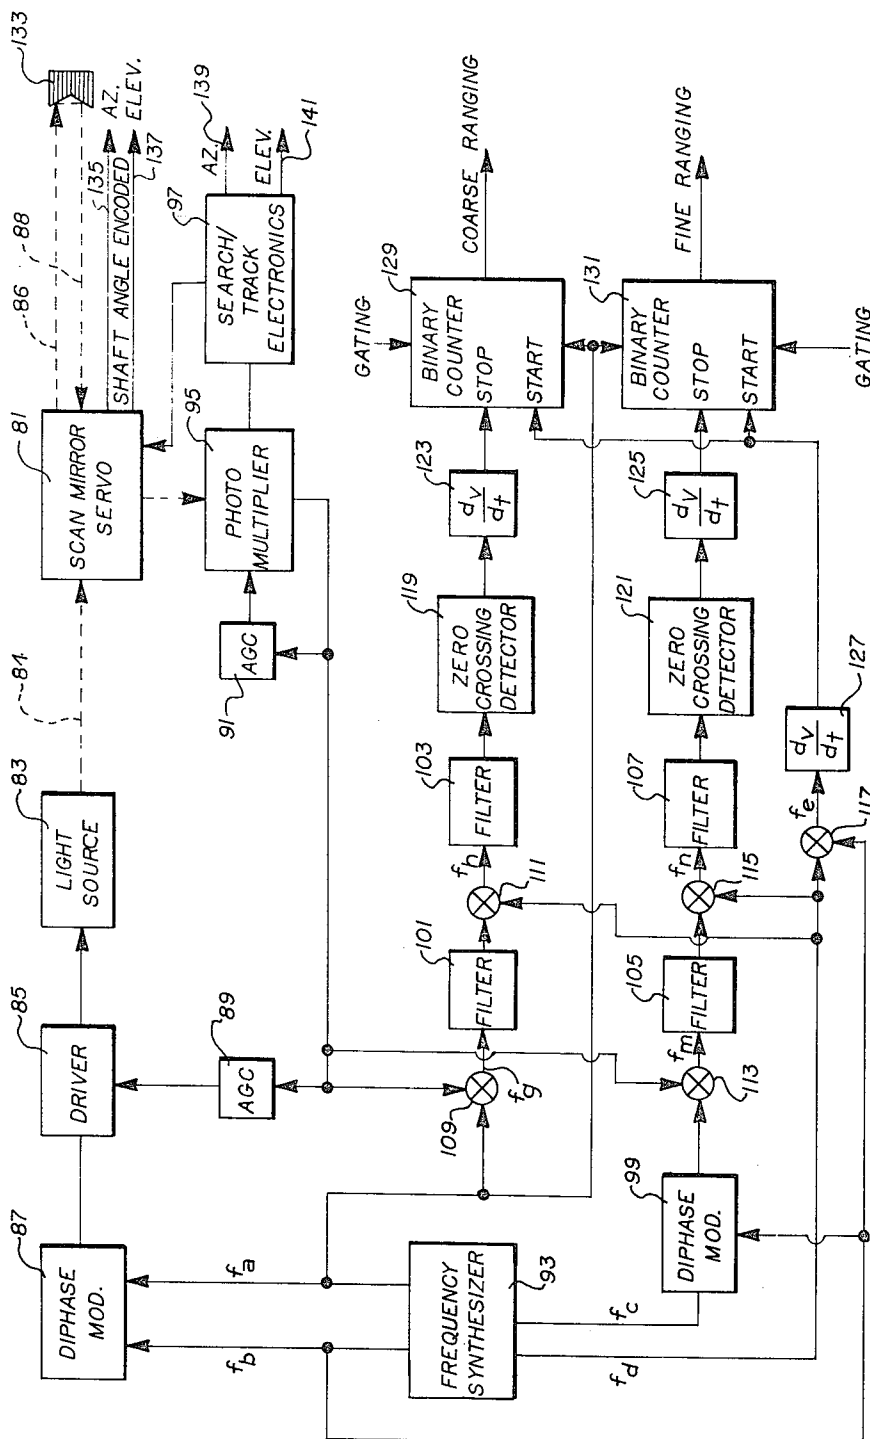 133
AZ.
ELEV.
135
SHAFT ANGLE ENCODED
137
86
88
81
SCAN MIRROR
SERVO
84
83
LIGHT
SOURCE
85
DRIVER
87
DIPHASE
MOD.
AZ.
139
ELEV.
141
97
SEARCH/
TRACK
ELECTRONICS
95
PHOTO
MULTIPLIER
AGC
91
AGC
89
fa
fb
FREQUENCY
SYNTHESIZER
93
fc
fd
COARSE RANGING
GATING
129
BINARY
COUNTER
STOP
START
123
dv
dt
119
ZERO
CROSSING
DETECTOR
103
FILTER
fh
111
101
FILTER
fg
109
FINE RANGING
131
BINARY
COUNTER
STOP
START
GATING
125
dv
dt
121
ZERO
CROSSING
DETECTOR
107
FILTER
fn
115
105
FILTER
fm
113
99
DIPHASE
MOD.
dv
dt
127
fe
117